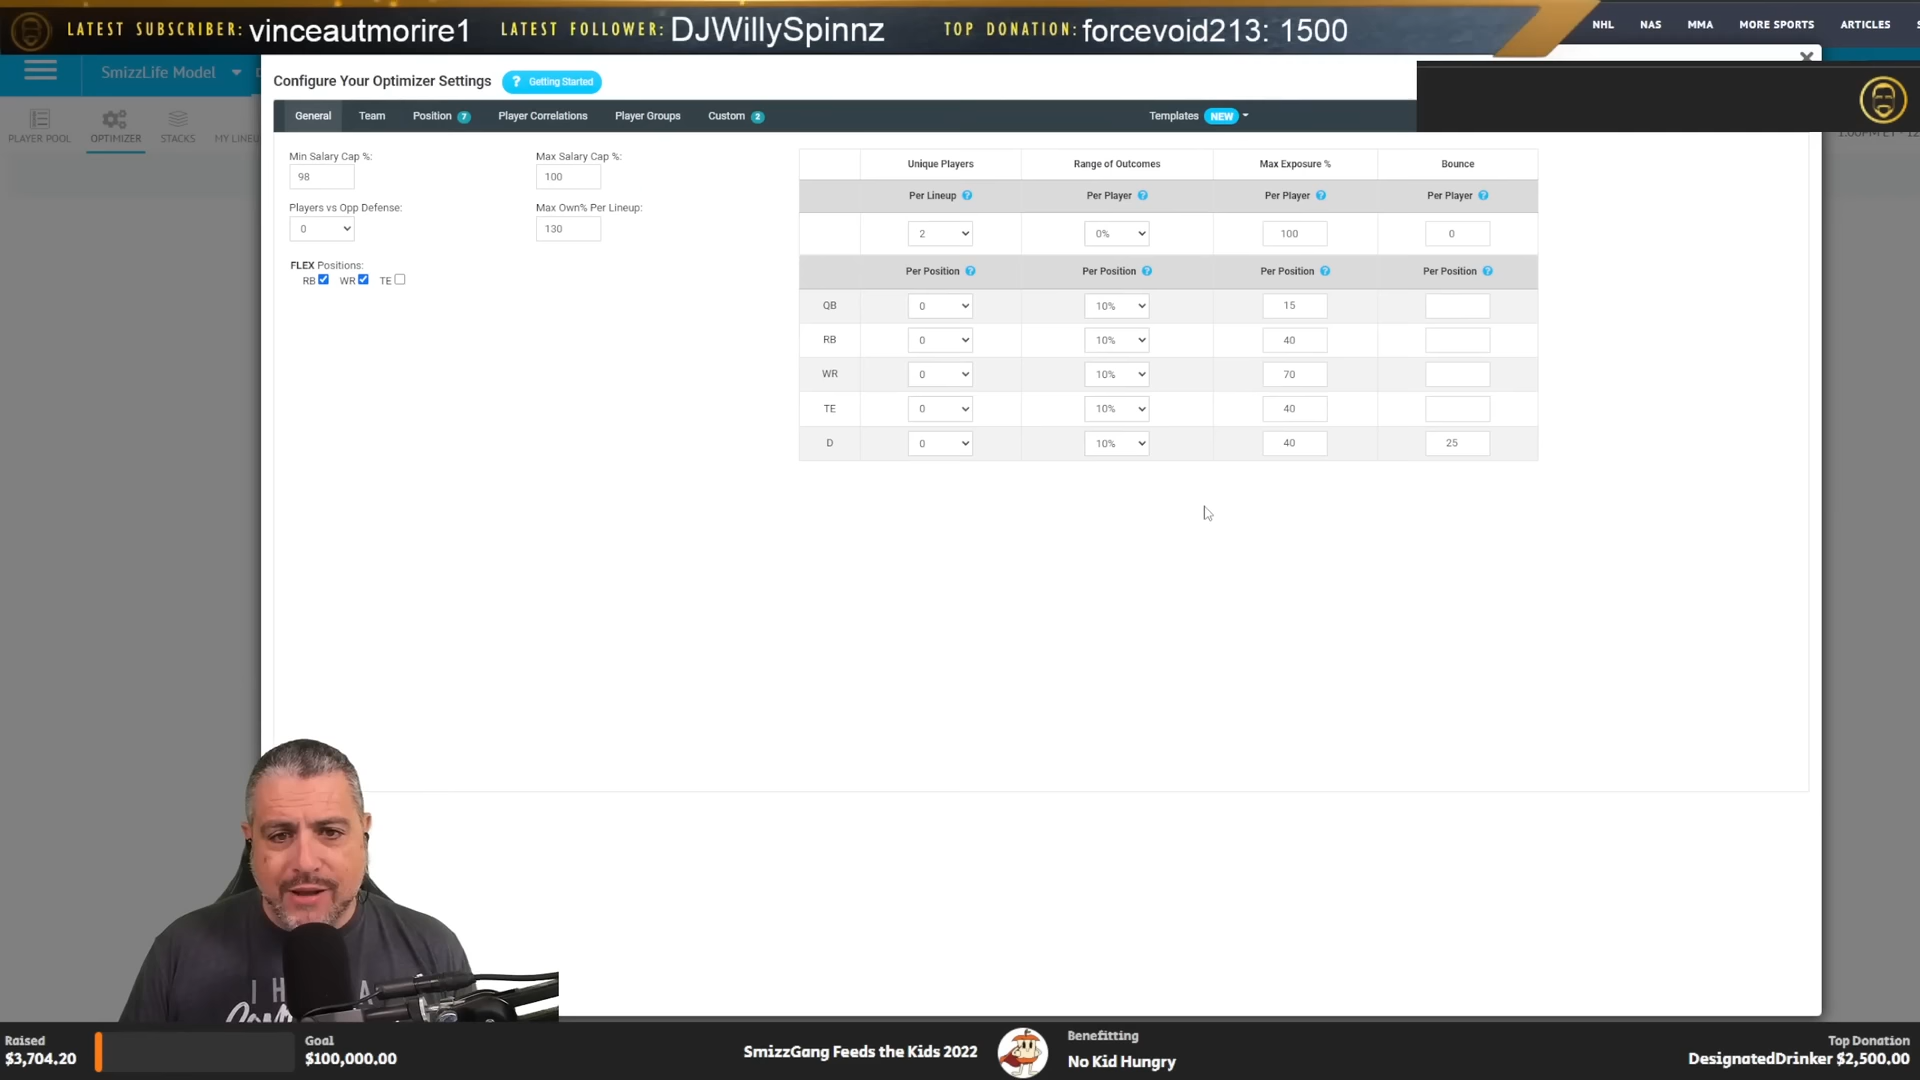 LATEST SUBSCRIBER: vinceautmorire1 LATEST FOLLOWER: DJWillySpinnz TOP DONATION: forcevoid213: 1500
NHL NAS MMA MORE SPORTS ARTICLES
SmizzLife Model
PLAYER POOL OPTIMIZER STACKS MY LINEU
Configure Your Optimizer Settings ? Getting Started
General Team Position 7 Player Correlations Player Groups Custom 2 Templates NEW
Min Salary Cap %: Max Salary Cap %:
98 100
Players vs Opp Defense: Max Own% Per Lineup:
0 130
FLEX Positions:
RB WR TE
Unique Players Range of Outcomes Max Exposure % Bounce
Per Lineup ? Per Player ? Per Player ? Per Player ?
2 0% 100 0
Per Position ? Per Position ? Per Position ? Per Position ?
QB 0 10% 15
RB 0 10% 40
WR 0 10% 70
TE 0 10% 40
D 0 10% 40 25
Raised
$3,704.20
Goal
$100,000.00
SmizzGang Feeds the Kids 2022
Benefitting
No Kid Hungry
Top Donation
DesignatedDrinker $2,500.00